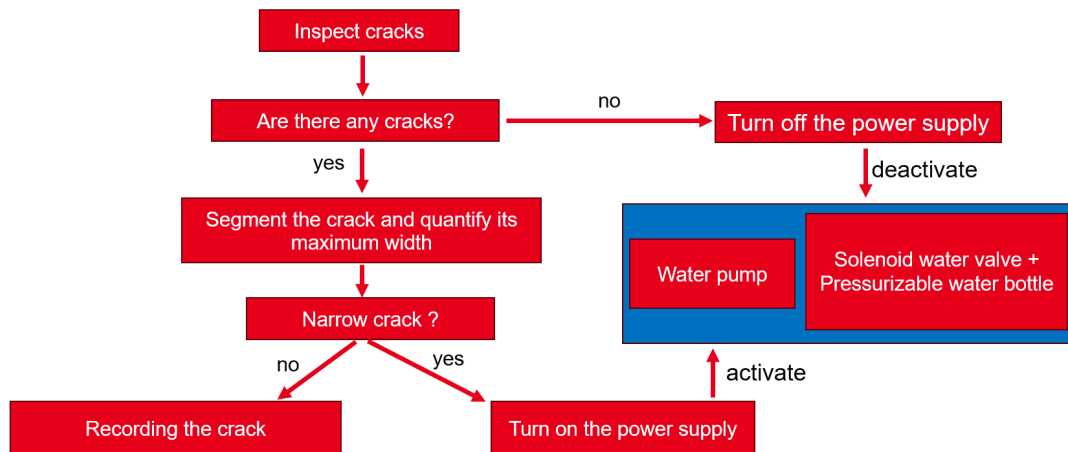 Inspect cracks
Are there any cracks?
no
Turn off the power supply
yes
deactivate
Segment the crack and quantify its
maximum width
Water pump
Solenoid water valve +
Pressurizable water bottle
Narrow crack ?
no
yes
activate
Recording the crack
Turn on the power supply